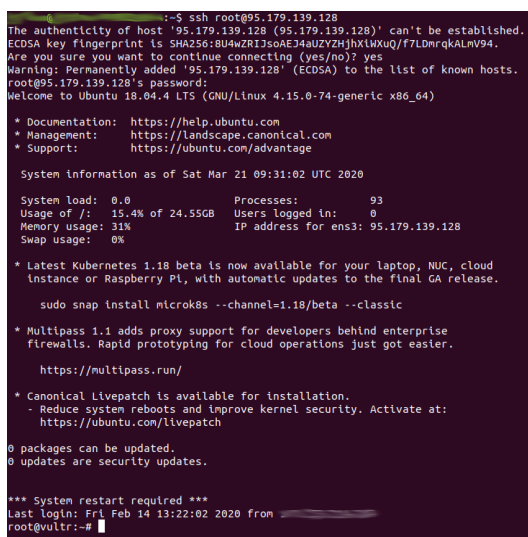 :~$ ssh root@95.179.139.128
The authenticity of host '95.179.139.128 (95.179.139.128)' can't be established.
ECDSA key fingerprint is SHA256:8U4wZRIJsoAEJ4aUZYZHjhXiWXuQ/f7LDmrqkALmV94.
Are you sure you want to continue connecting (yes/no)? yes
Warning: Permanently added '95.179.139.128' (ECDSA) to the list of known hosts.
root@95.179.139.128's password:
Welcome to Ubuntu 18.04.4 LTS (GNU/Linux 4.15.0-74-generic x86_64)
* Documentation:  https://help.ubuntu.com
* Management:     https://landscape.canonical.com
* Support:        https://ubuntu.com/advantage
System information as of Sat Mar 21 09:31:02 UTC 2020
System load:  0.0                Processes:           93
Usage of /:   15.4% of 24.55GB   Users logged in:     0
Memory usage: 31%                IP address for ens3: 95.179.139.128
Swap usage:   0%
* Latest Kubernetes 1.18 beta is now available for your laptop, NUC, cloud
instance or Raspberry Pi, with automatic updates to the final GA release.
sudo snap install microk8s --channel=1.18/beta --classic
* Multipass 1.1 adds proxy support for developers behind enterprise
firewalls. Rapid prototyping for cloud operations just got easier.
https://multipass.run/
* Canonical Livepatch is available for installation.
- Reduce system reboots and improve kernel security. Activate at:
https://ubuntu.com/livepatch
0 packages can be updated.
0 updates are security updates.
*** System restart required ***
Last login: Fri Feb 14 13:22:02 2020 from
root@vultr:~#